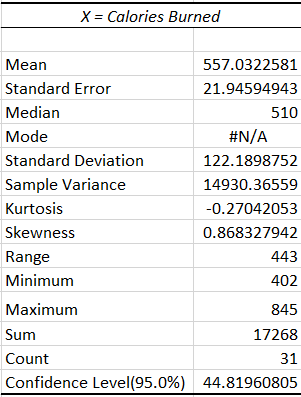 X = Calories Burned
Mean 557.0322581
Standard Error 21.94594943
Median 510
Mode #N/A
Standard Deviation 122.1898752
Sample Variance 14930.36559
Kurtosis -0.27042053
Skewness 0.868327942
Range 443
Minimum 402
Maximum 845
Sum 17268
Count 31
Confidence Level(95.0%) 44.81960805